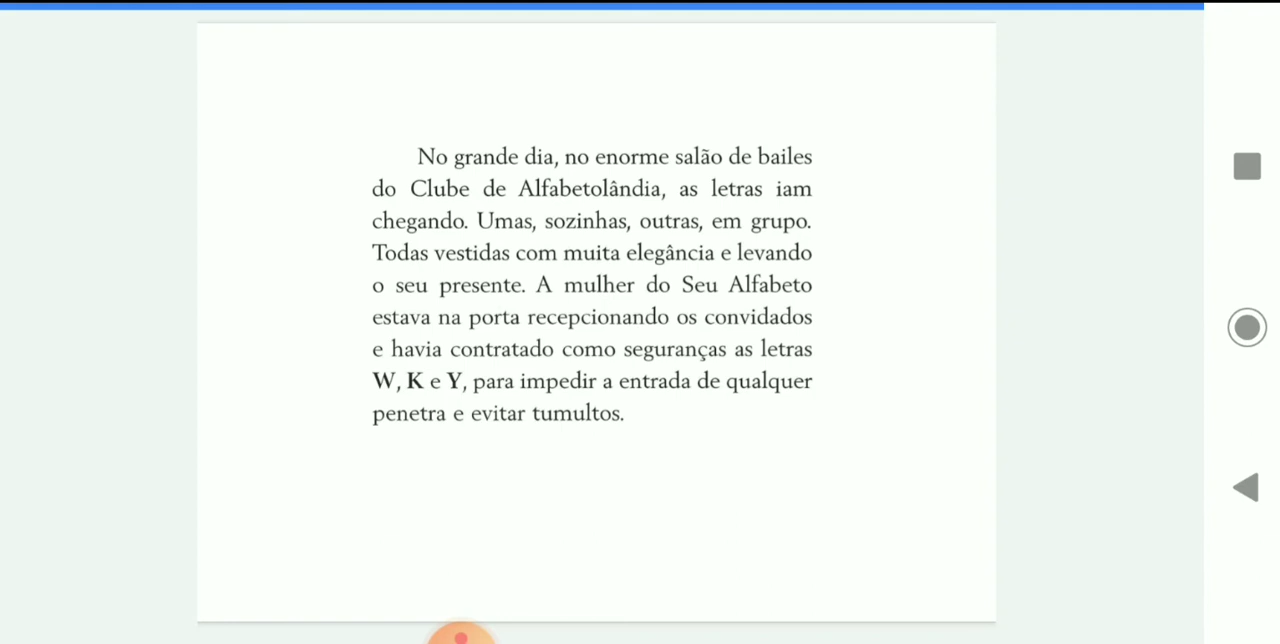 No grande dia, no enorme salão de bailes
do Clube de Alfabetolândia, as letras iam
chegando. Umas, sozinhas, outras, em grupo.
Todas vestidas com muita elegância e levando
o seu presente. A mulher do Seu Alfabeto
estava na porta recepcionando os convidados
e havia contratado como seguranças as letras
W, K e Y, para impedir a entrada de qualquer
penetra e evitar tumultos.